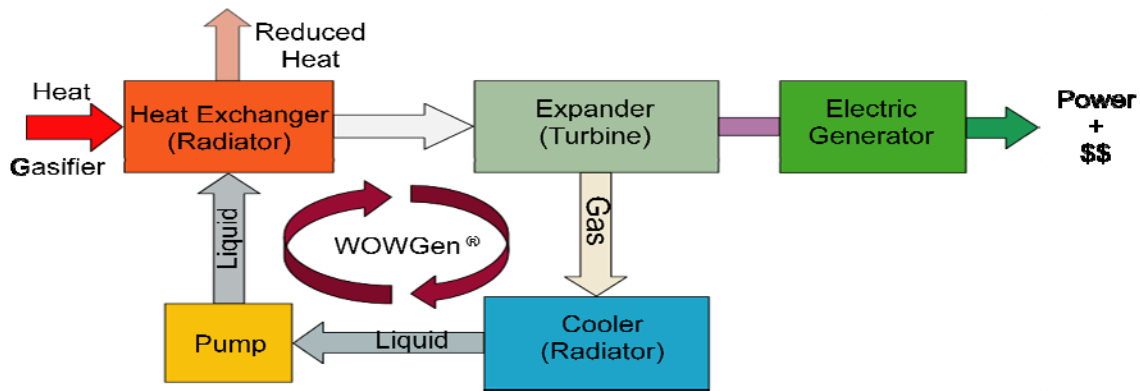 Reduced
Heat
Heat
Gasifier
Heat Exchanger
(Radiator)
Expander
(Turbine)
Electric
Generator
Power
+
$$
Liquid
WOWGen ®
Gas
Pump
Liquid
Cooler
(Radiator)